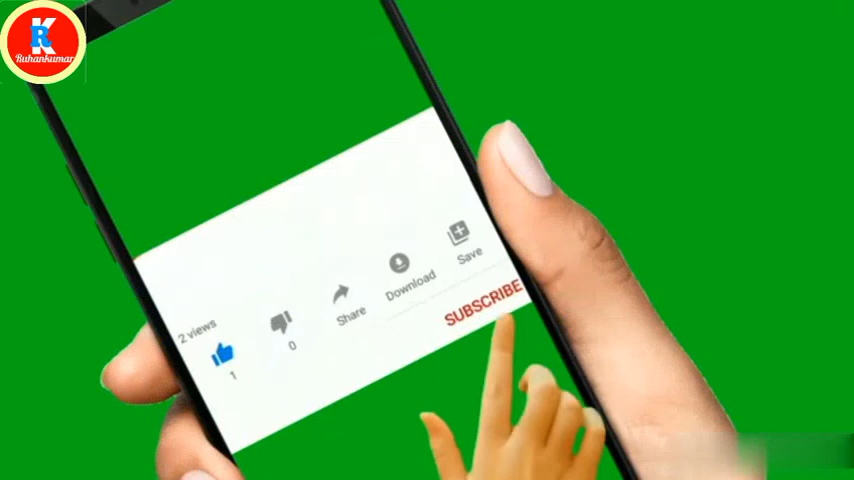 K
R
Ruhankumar
2 views
1
0
Share
Download
Save
SUBSCRIBE